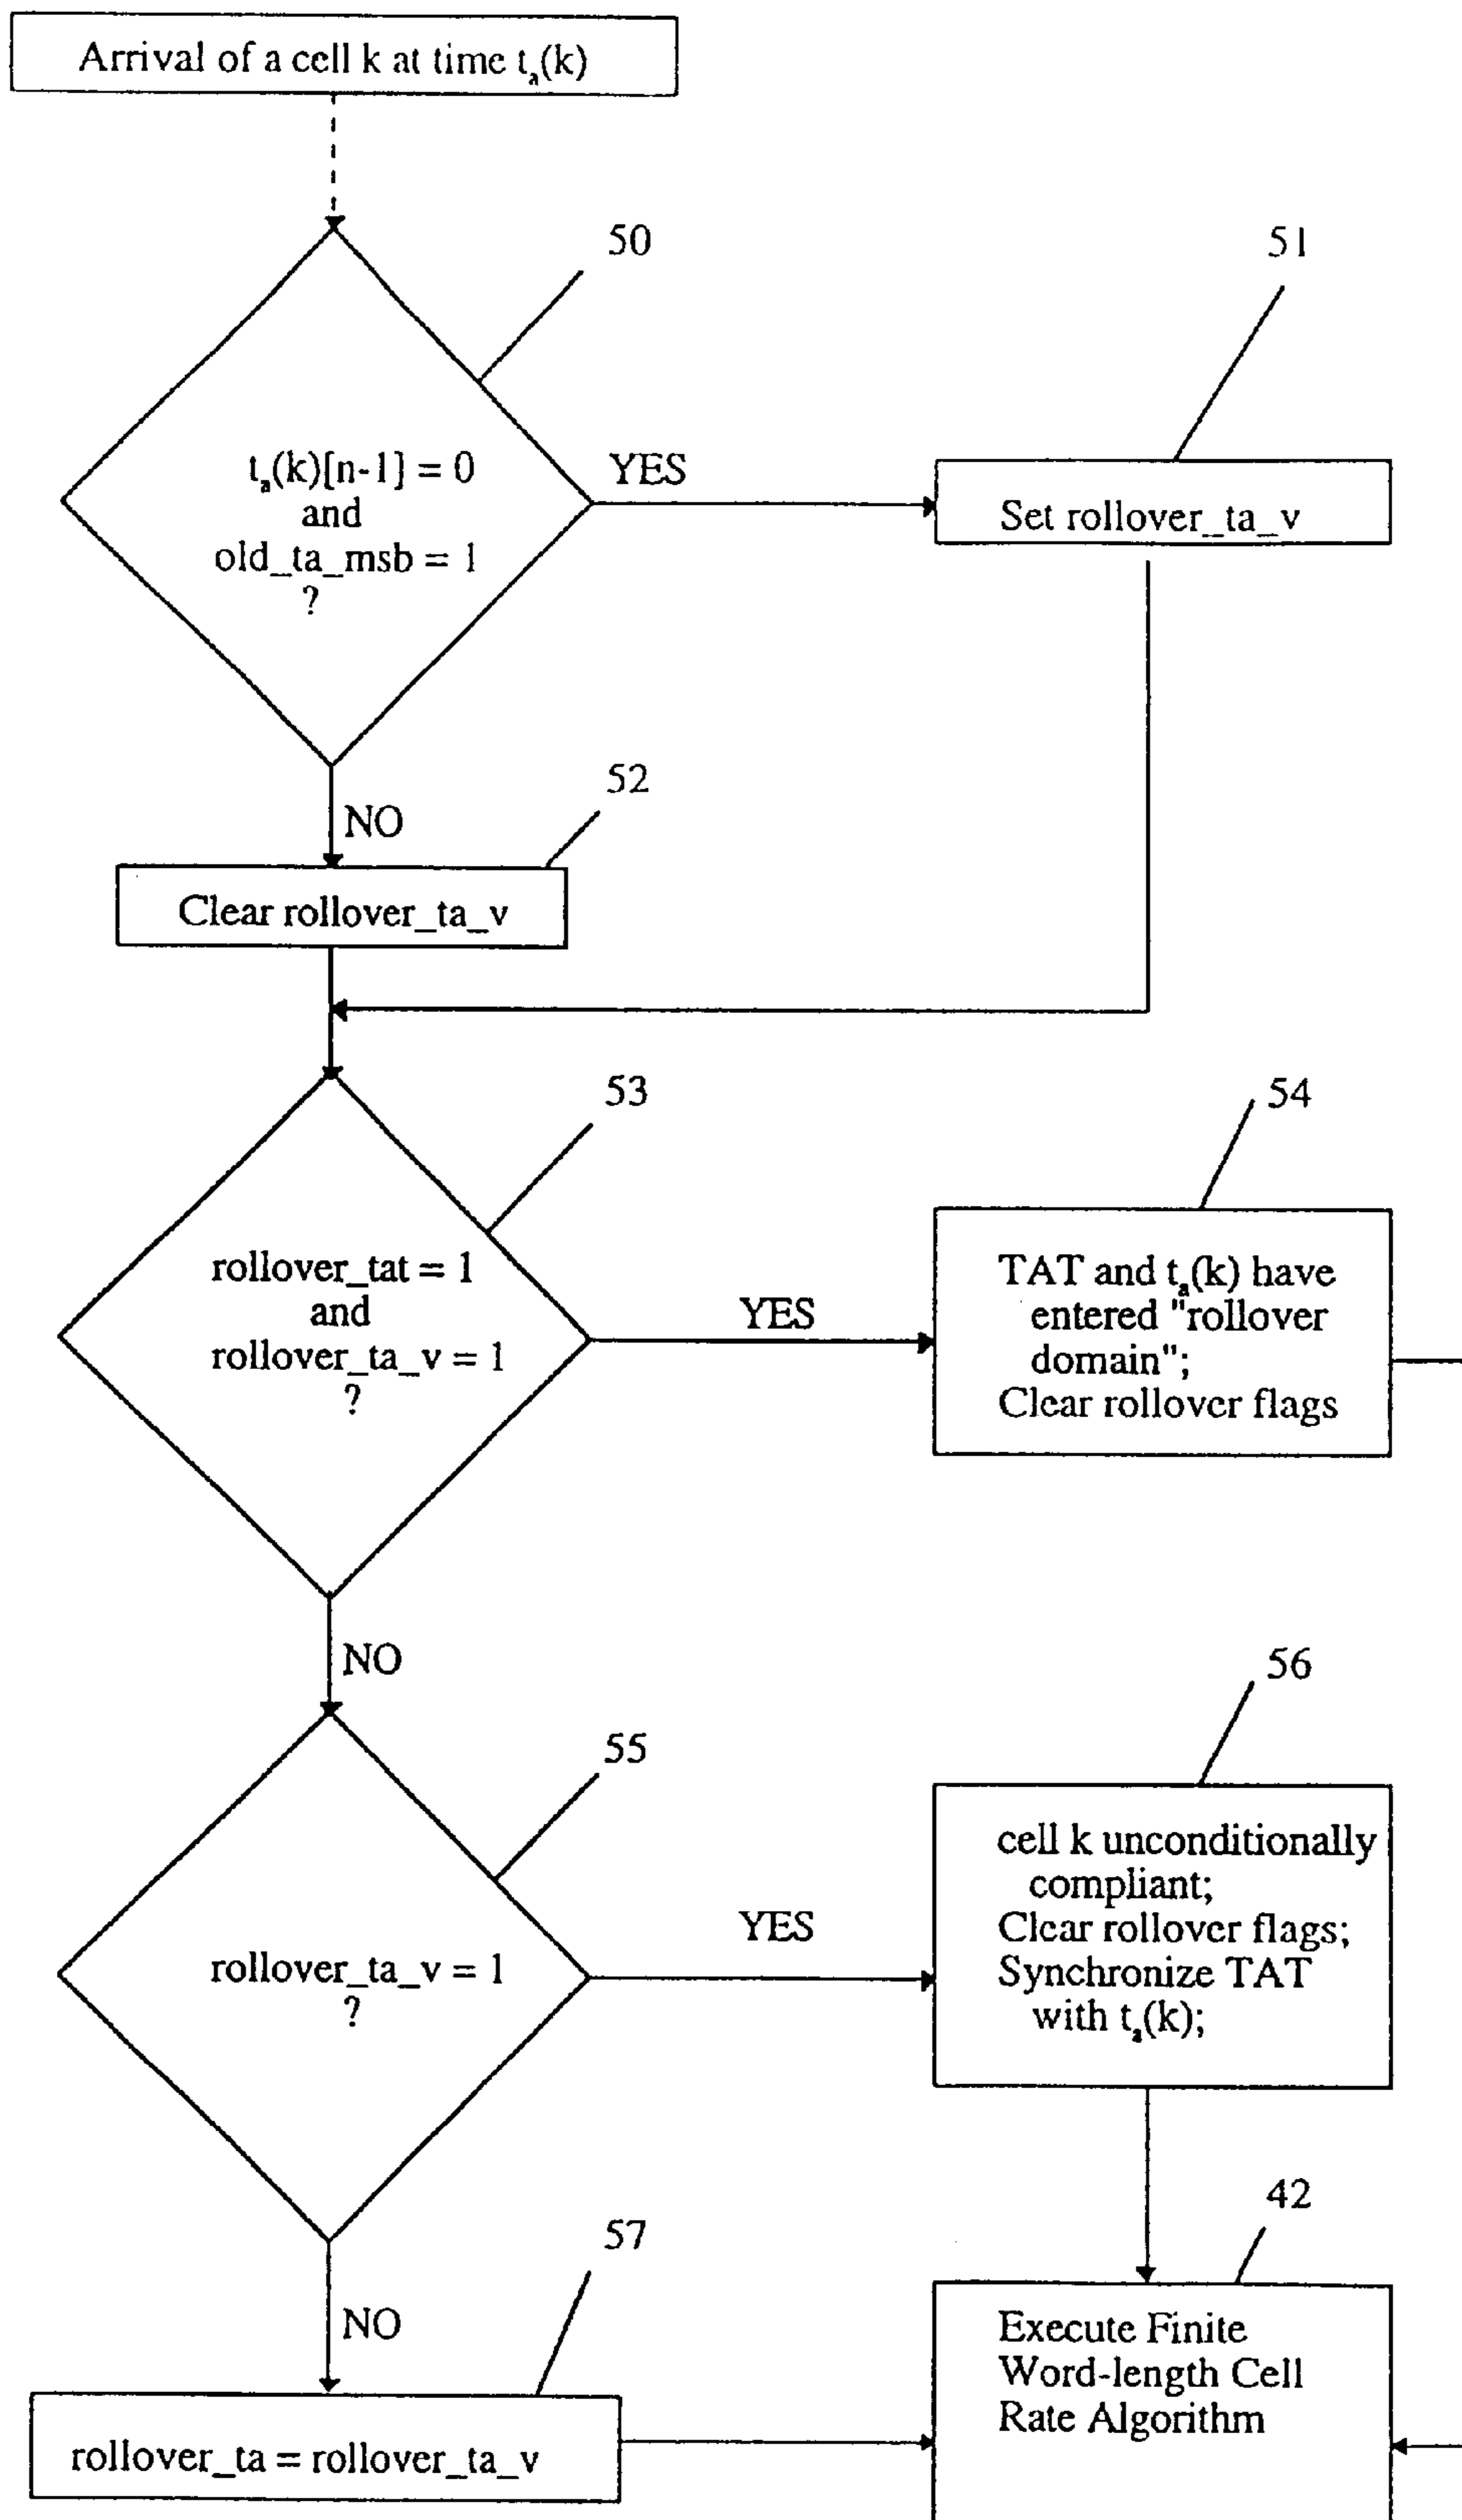 Arrival of a cell k at time tₐ(k)
50
51
tₐ(k)[n-1] = 0
and
old_ta_msb = 1
?
YES
Set rollover_ta_v
52
NO
Clear rollover_ta_v
53
54
rollover_tat = 1
and
rollover_ta_v = 1
?
YES
TAT and tₐ(k) have
entered "rollover
domain";
Clear rollover flags
NO
55
56
rollover_ta_v = 1
?
YES
cell k unconditionally
compliant;
Clear rollover flags;
Synchronize TAT
with tₐ(k);
57
42
NO
rollover_ta = rollover_ta_v
Execute Finite
Word-length Cell
Rate Algorithm